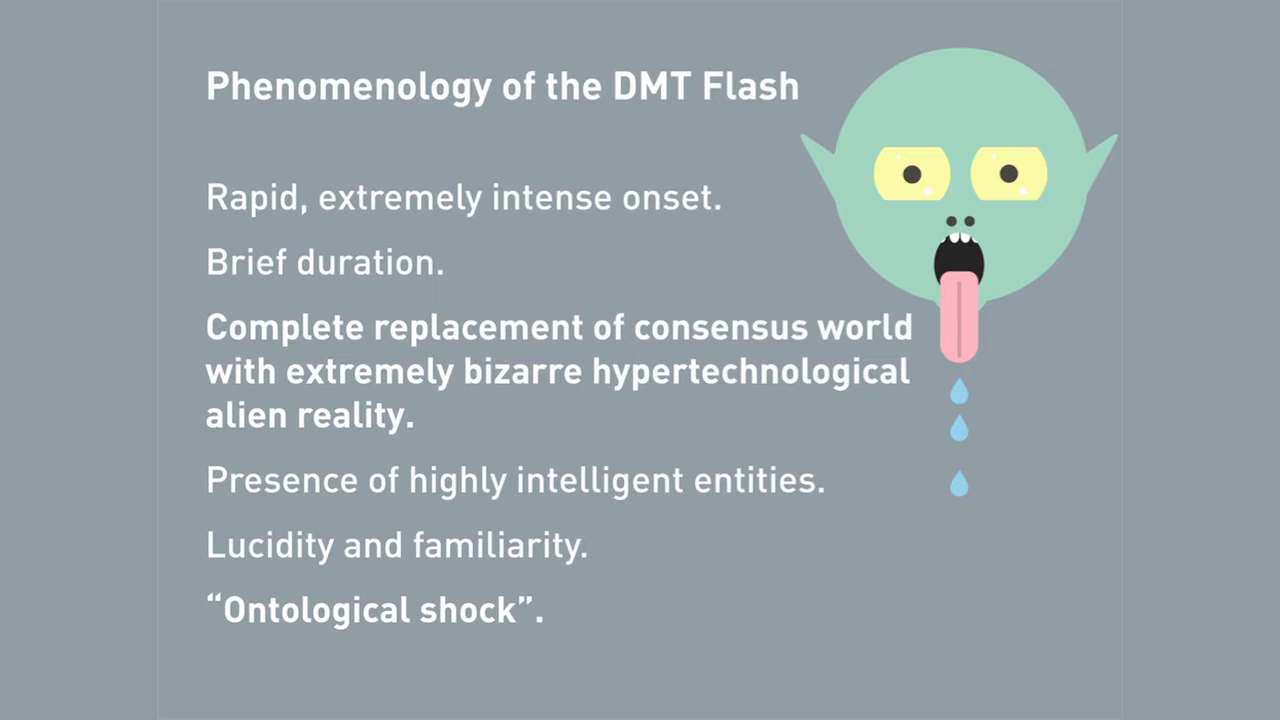 Phenomenology of the DMT Flash
Rapid, extremely intense onset.
Brief duration.
Complete replacement of consensus world
with extremely bizarre hypertechnological
alien reality.
Presence of highly intelligent entities.
Lucidity and familiarity.
“Ontological shock”.